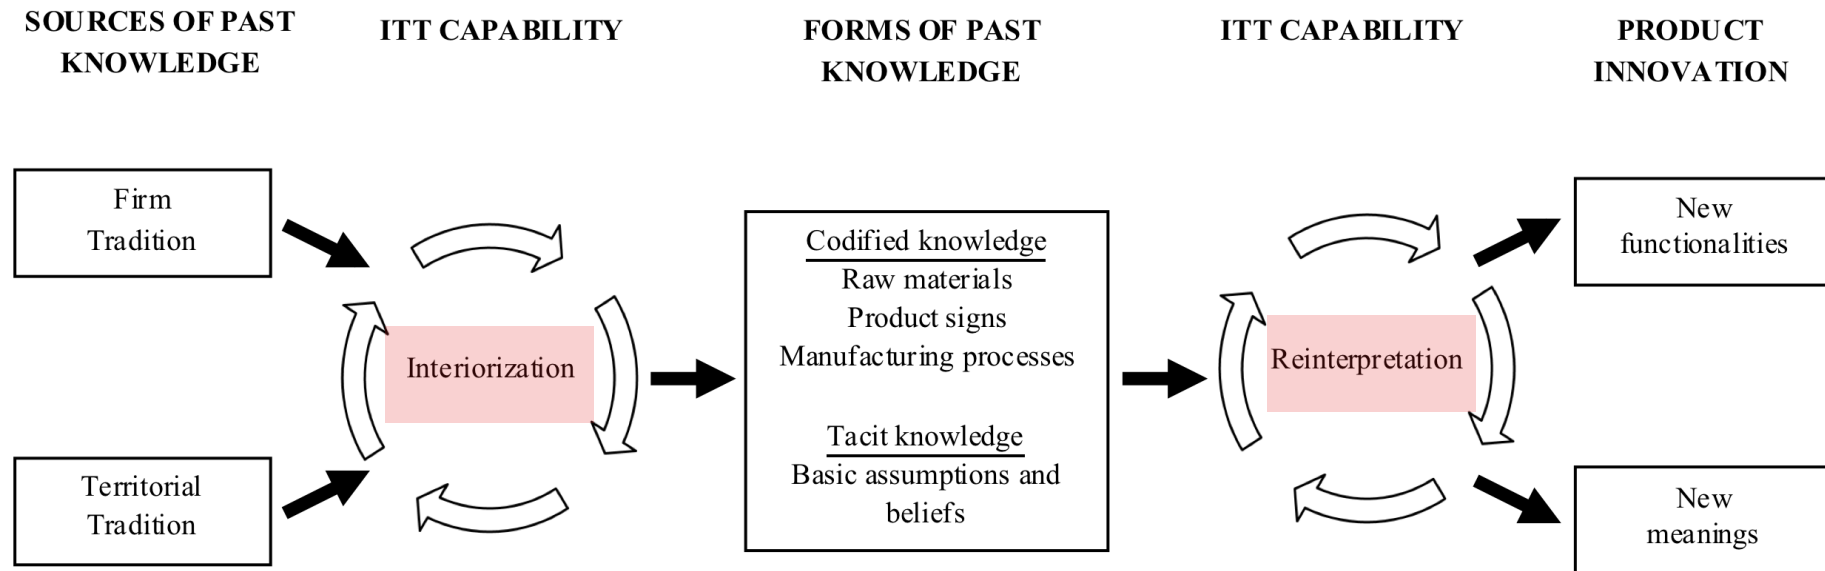 SOURCES OF PAST
KNOWLEDGE
ITT CAPABILITY
FORMS OF PAST
KNOWLEDGE
ITT CAPABILITY
PRODUCT
INNOVATION
Firm
Tradition
Territorial
Tradition
Interiorization
Codified knowledge
Raw materials
Product signs
Manufacturing processes
Tacit knowledge
Basic assumptions and
beliefs
Reinterpretation
New
functionalities
New
meanings